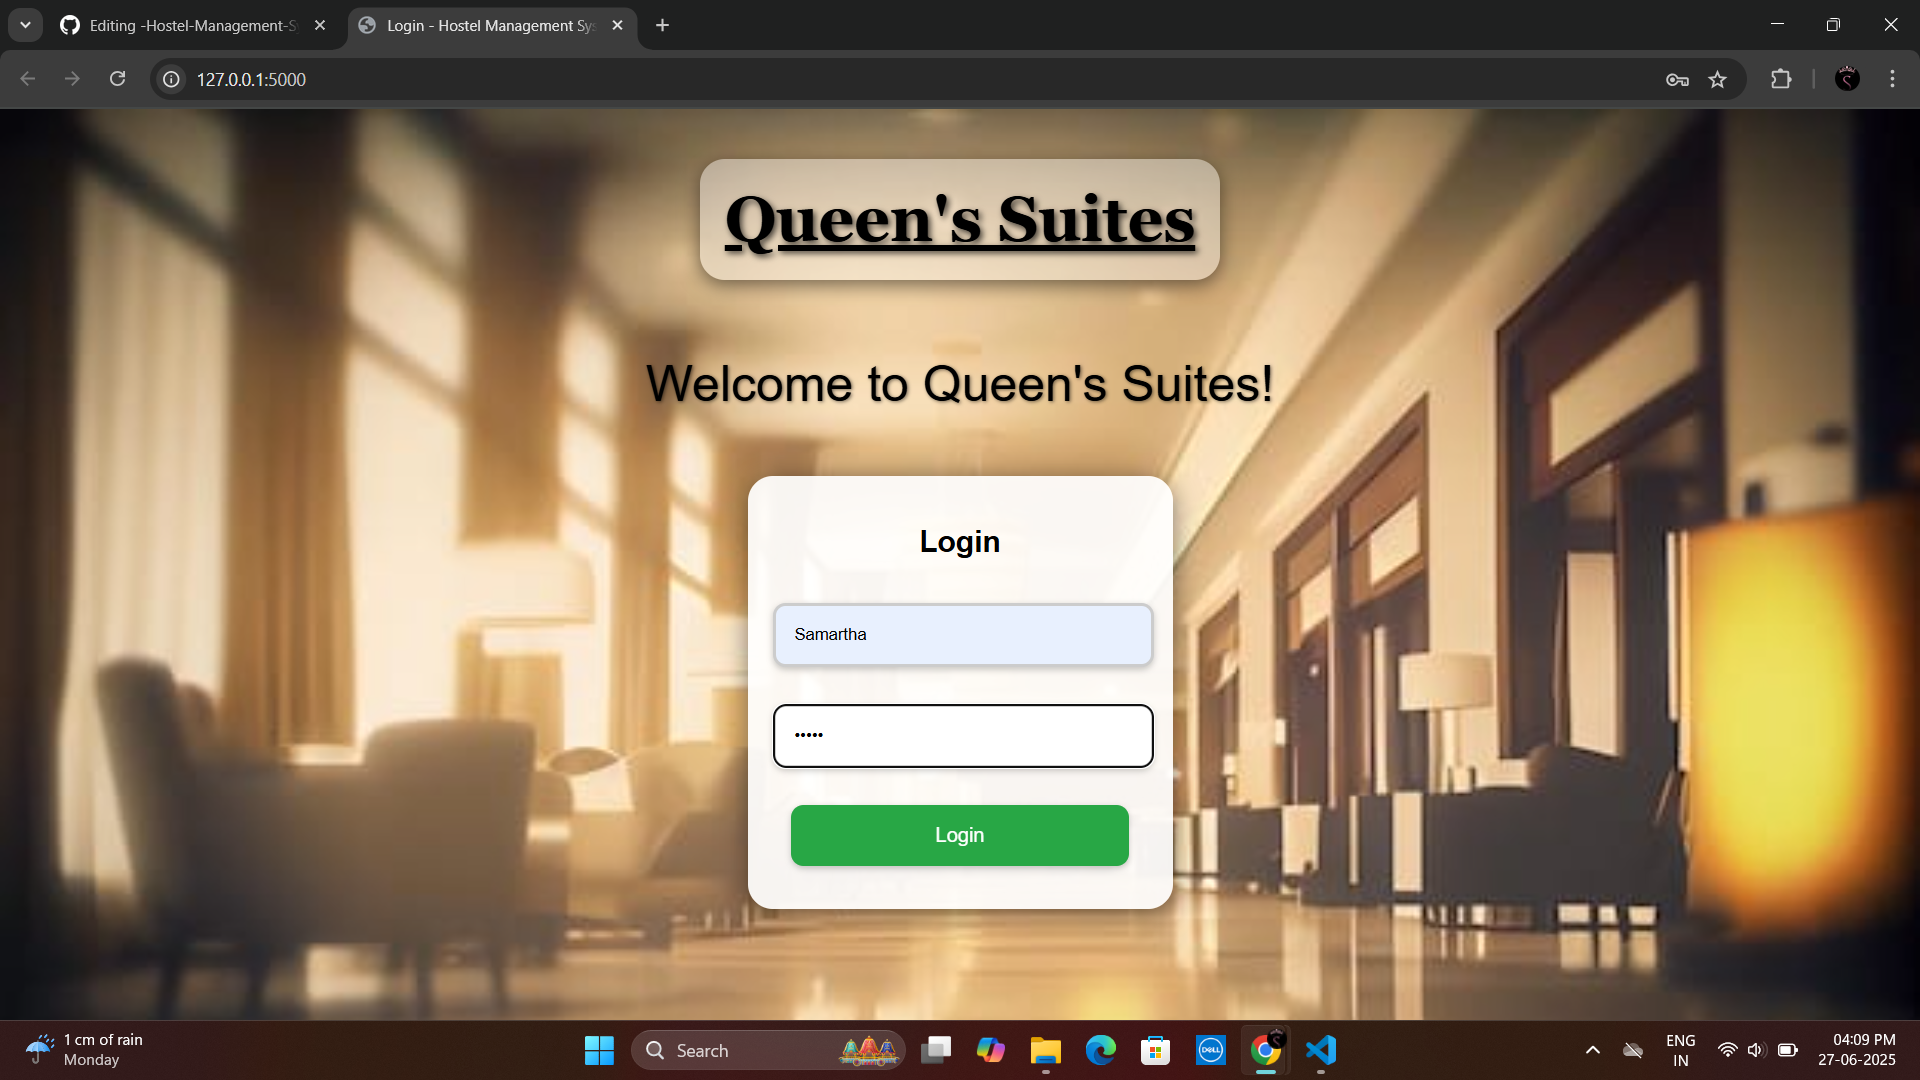 Editing -Hostel-Management-S
Login - Hostel Management Sys
127.0.0.1:5000
Queen's Suites
Welcome to Queen's Suites!
Login
Samartha
•••••
Login
1 cm of rain
Monday
Search
DELL
ENG
IN
04:09 PM
27-06-2025